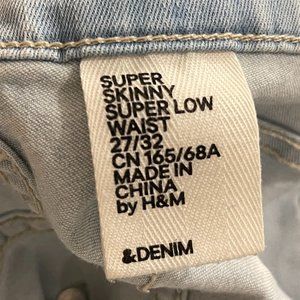 SUPER
SKINNY
SUPER LOW
WAIST
27/32
CN 165/68A
MADE IN
CHINA
by H&M
&DENIM